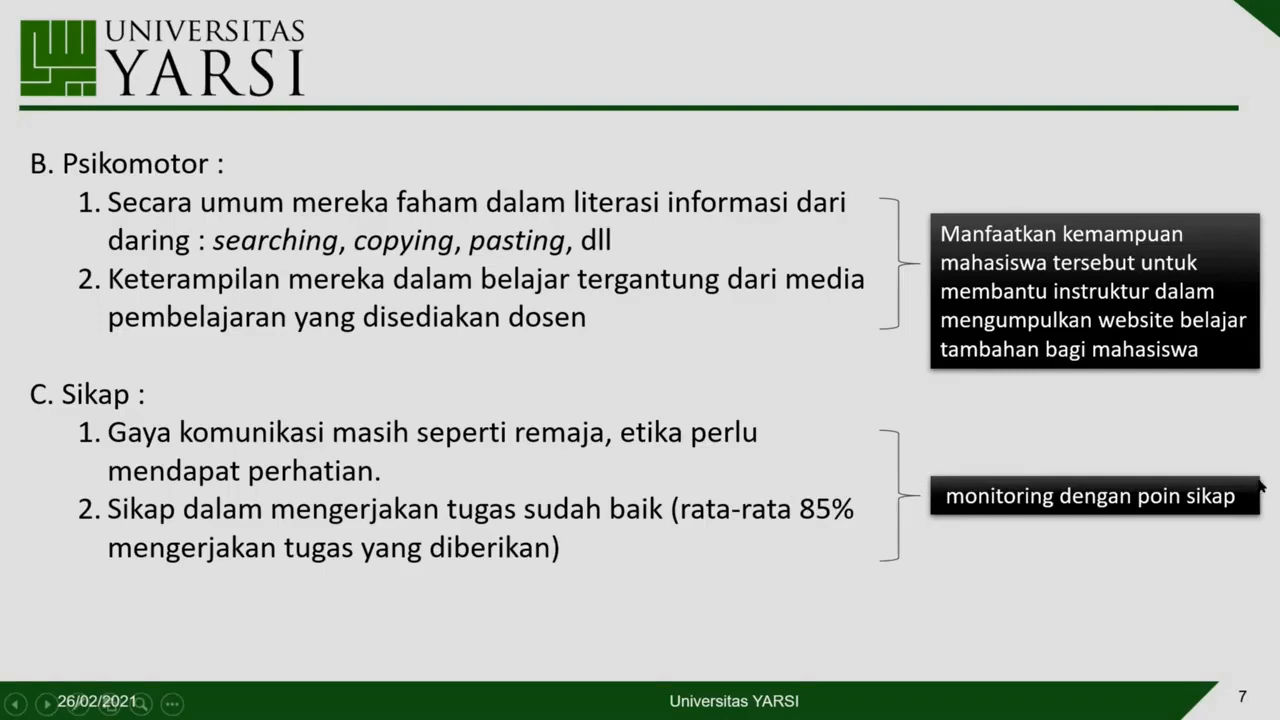 UNIVERSITAS
YARSI
B. Psikomotor :
1. Secara umum mereka faham dalam literasi informasi dari
daring : searching, copying, pasting, dll
2. Keterampilan mereka dalam belajar tergantung dari media
pembelajaran yang disediakan dosen
Manfaatkan kemampuan
mahasiswa tersebut untuk
membantu instruktur dalam
mengumpulkan website belajar
tambahan bagi mahasiswa
C. Sikap :
1. Gaya komunikasi masih seperti remaja, etika perlu
mendapat perhatian.
2. Sikap dalam mengerjakan tugas sudah baik (rata-rata 85%
mengerjakan tugas yang diberikan)
monitoring dengan poin sikap
26/02/2021
Universitas YARSI
7